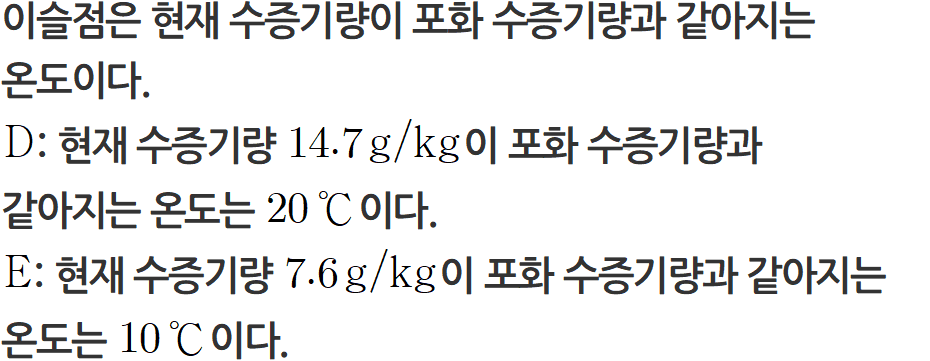 이슬점은 현재 수증기량이 포화 수증기량과 같아지는
온도이다.
D: 현재 수증기량 14.7 g/kg이 포화 수증기량과
같아지는 온도는 20 ℃이다.
E: 현재 수증기량 7.6 g/kg이 포화 수증기량과 같아지는
온도는 10 ℃이다.